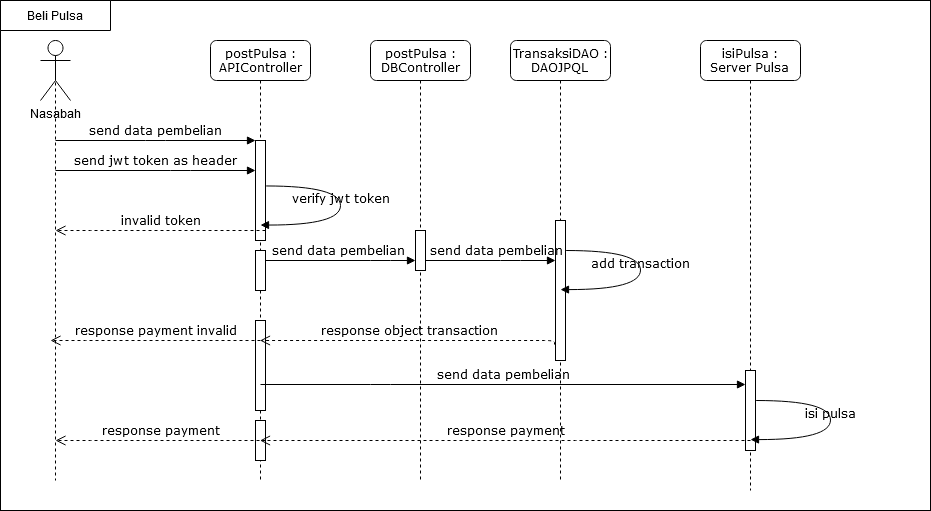 Beli Pulsa
postPulsa :
APIController
postPulsa :
DBController
TransaksiDAO :
DAOJPQL
isiPulsa :
Server Pulsa
Nasabah
send data pembelian
send jwt token as header
verify jwt token
invalid token
send data pembelian
send data pembelian
add transaction
response payment invalid
response object transaction
send data pembelian
isi pulsa
response payment
response payment